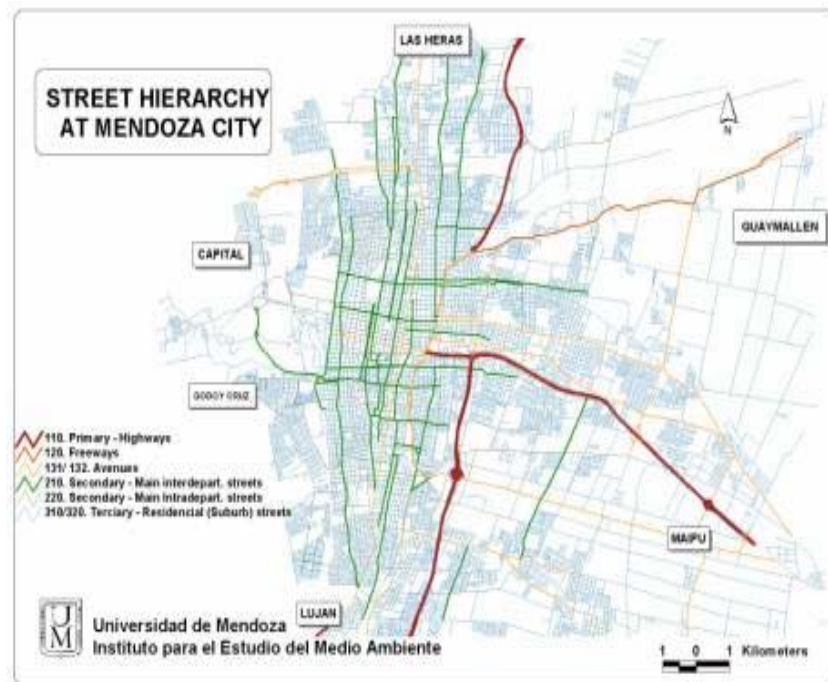 LAS HERAS
STREET HIERARCHY
AT MENDOZA CITY
N
GUAYMALLEN
CAPITAL
GODOY CRUZ
110. Primary - Highways
120. Freeways
131/ 132. Avenues
210. Secondary - Main interdepart. streets
220. Secondary - Main Intradepart. streets
310/320. Terciary - Residencial (Suburb) streets
MAIPU
LUJAN
UM
Universidad de Mendoza
Instituto para el Estudio del Medio Ambiente
1 0 1 Kilometers